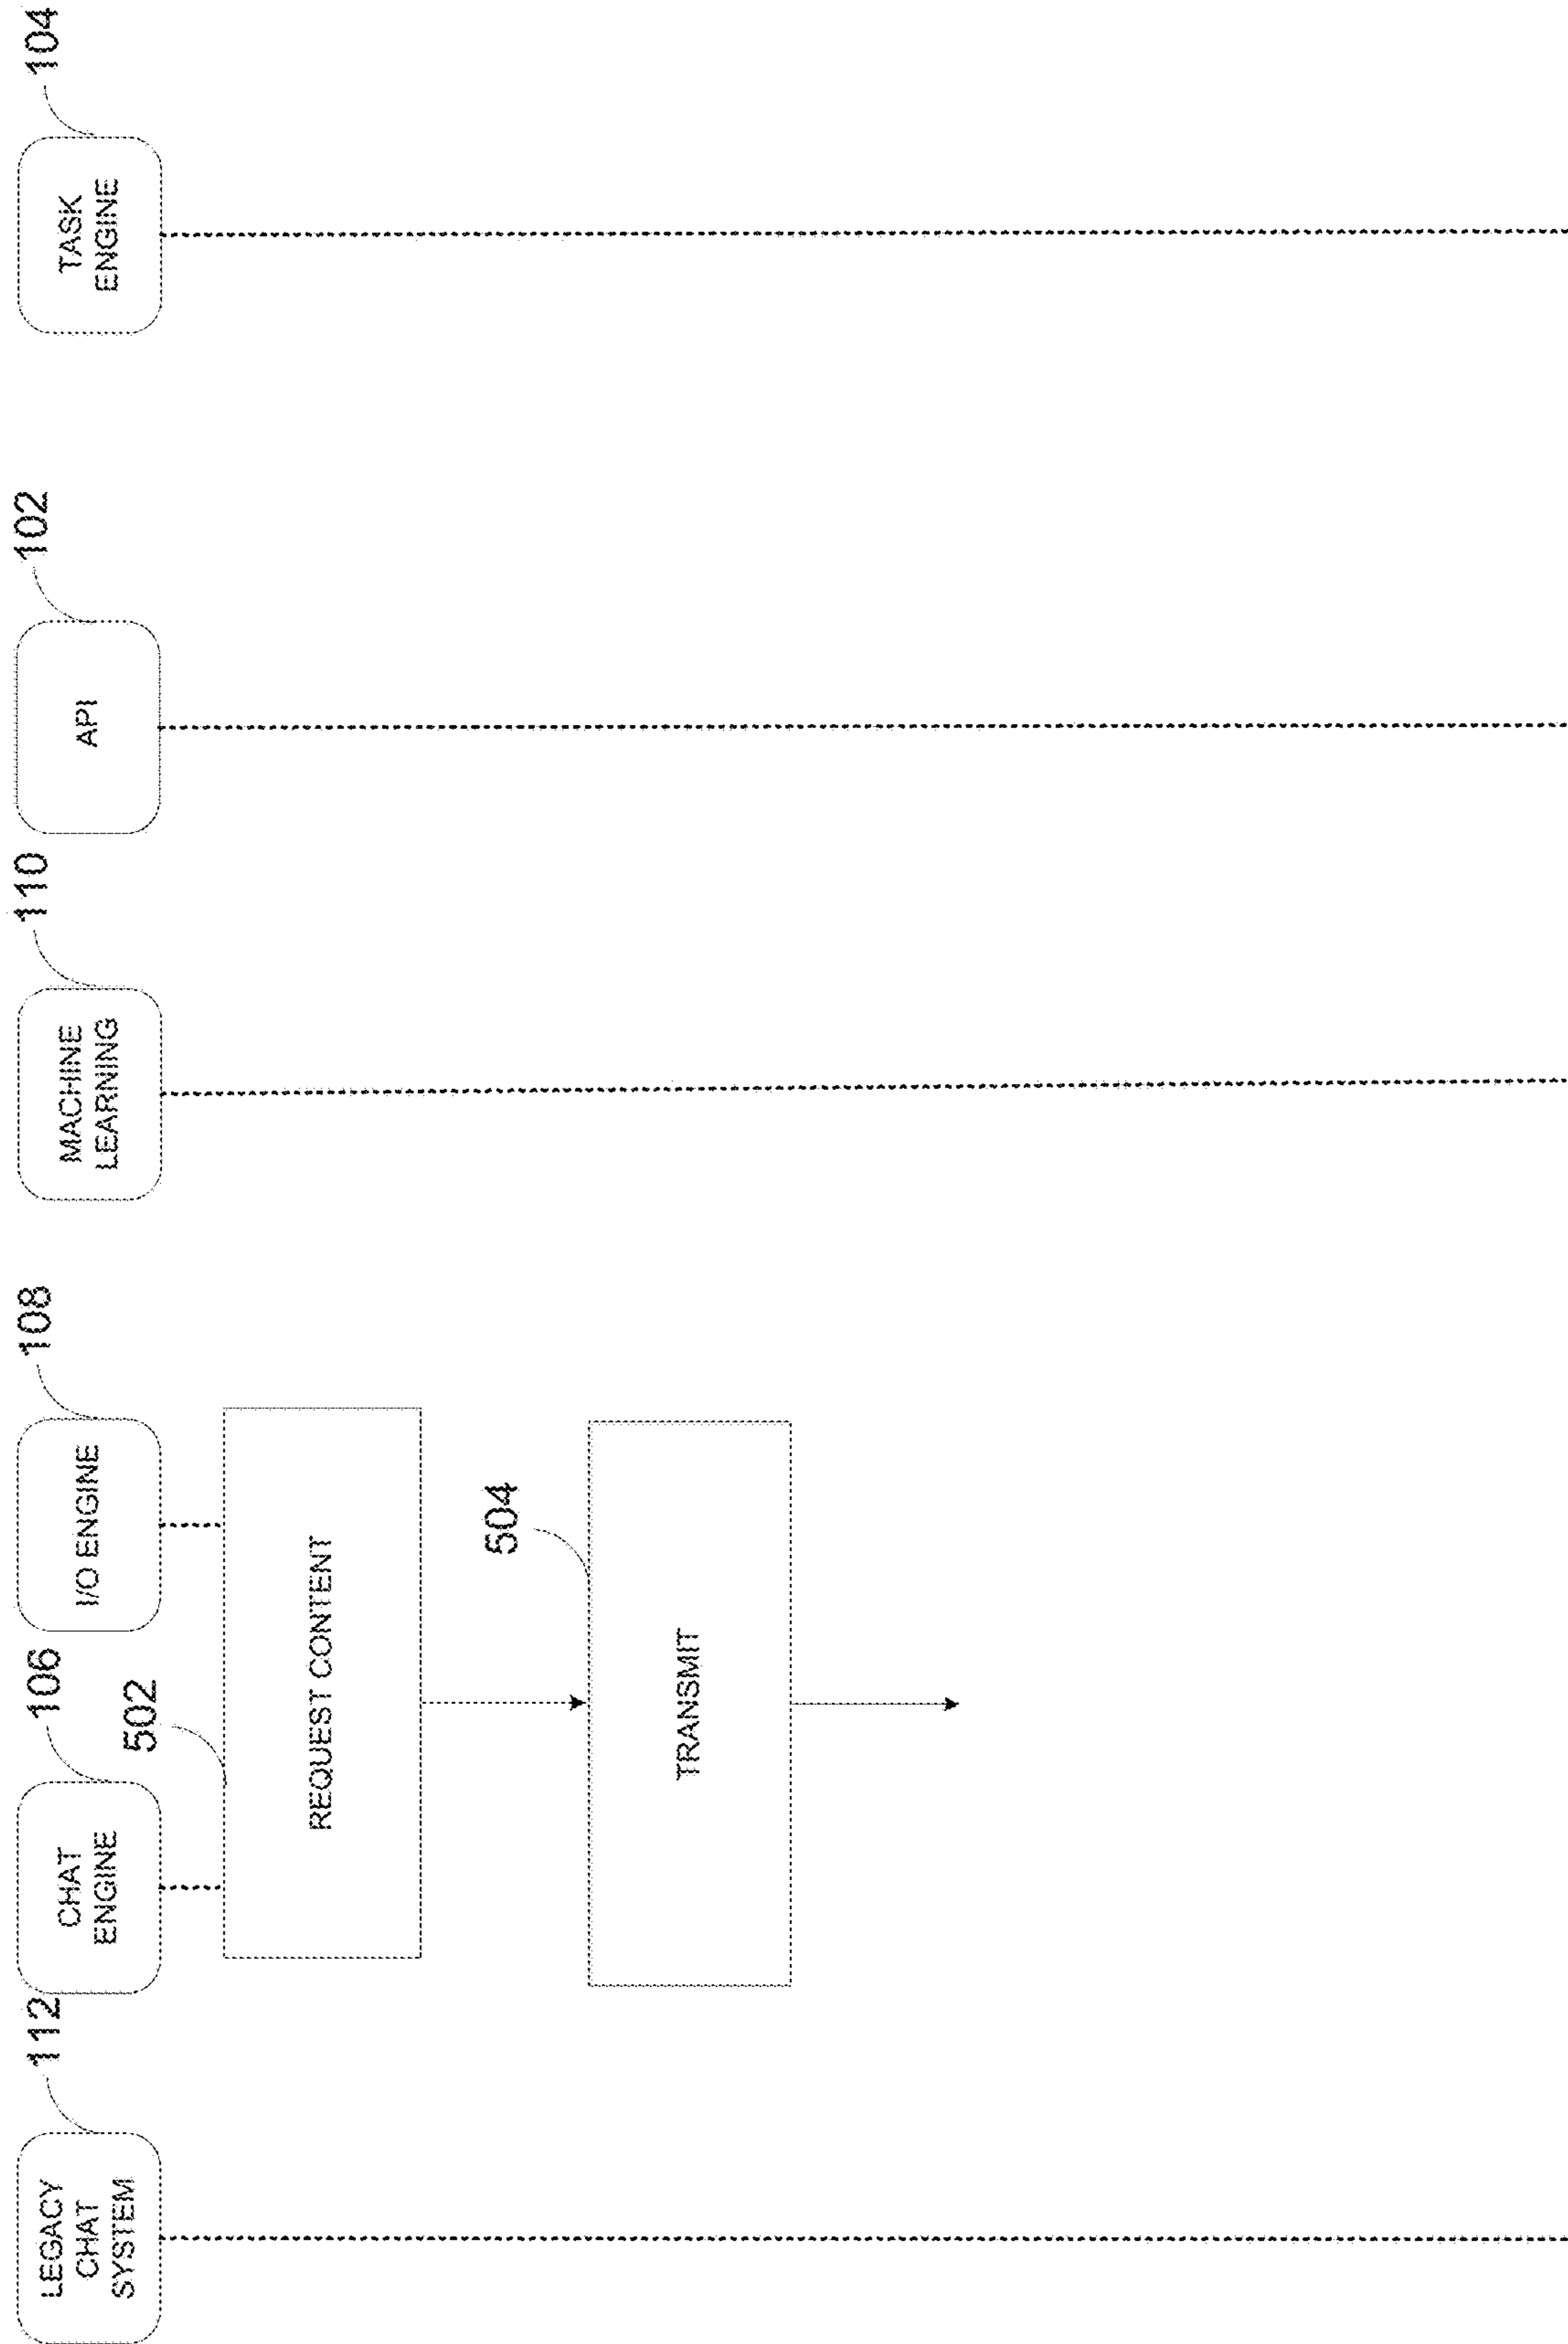 112
LEGACY
CHAT
SYSTEM
106
CHAT
ENGINE
108
I/O ENGINE
110
MACHINE
LEARNING
102
API
104
TASK
ENGINE
502
REQUEST CONTENT
504
TRANSMIT